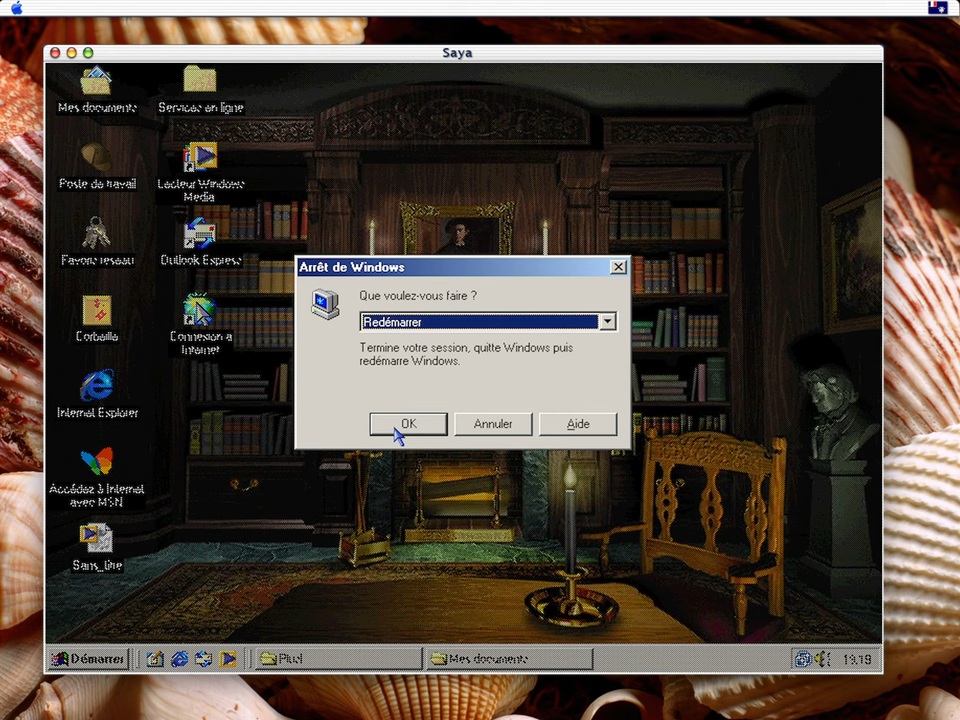 Saya
Mes documents
Services en ligne
Poste de travail
Lecteur Windows
Media
Favoris réseau
Outlook Express
Corbeille
Connexion à
Internet
Internet Explorer
Accédez à Internet
avec MSN
Sans_titre
Arrêt de Windows
Que voulez-vous faire ?
Redémarrer
Termine votre session, quitte Windows puis
redémarre Windows.
OK
Annuler
Aide
Démarrer
Plus!
Mes documents
19:19